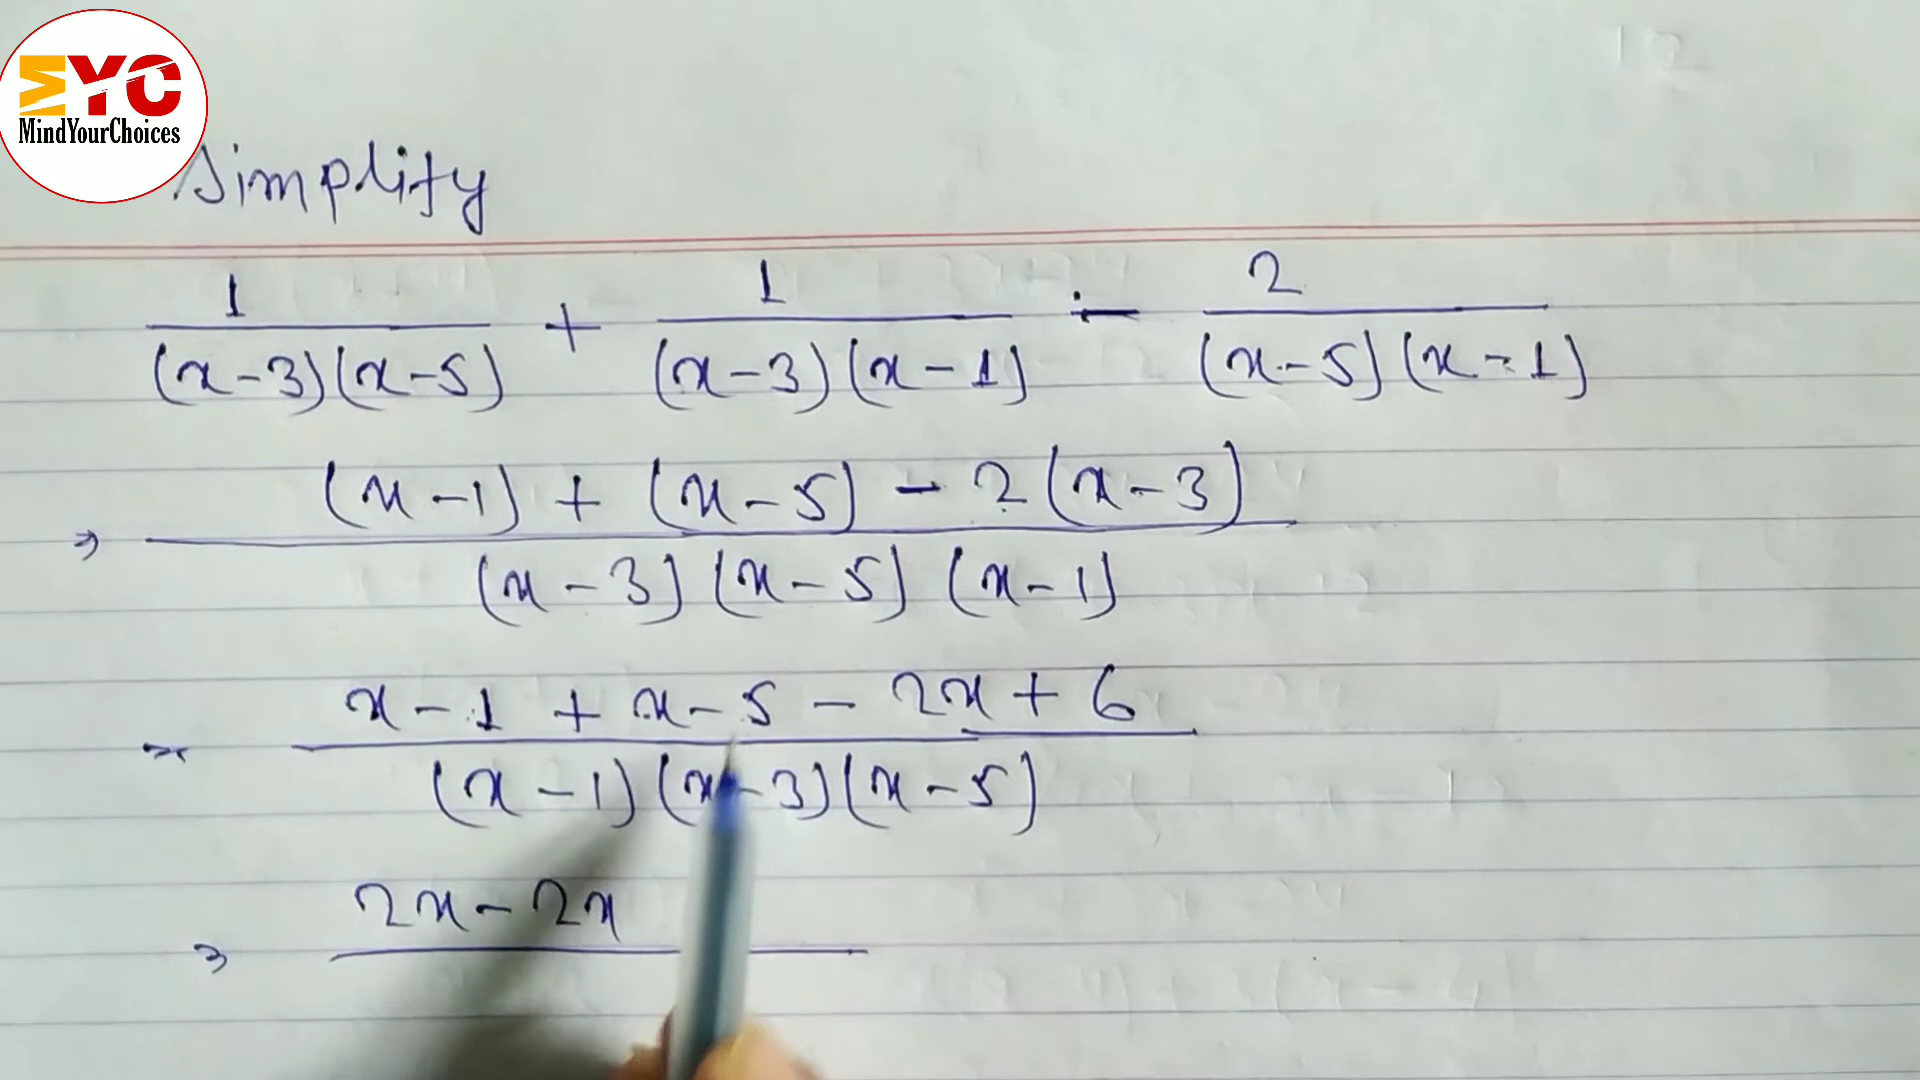 MYC
MindYourChoices
Simplify
1/((x-3)(x-5)) + 1/((x-3)(x-1)) - 2/((x-5)(x-1))
⇒ ((x-1) + (x-5) - 2(x-3))/((x-3)(x-5)(x-1))
⇒ (x-1 + x-5 - 2x + 6)/((x-1)(x-3)(x-5))
⇒ 2x - 2x